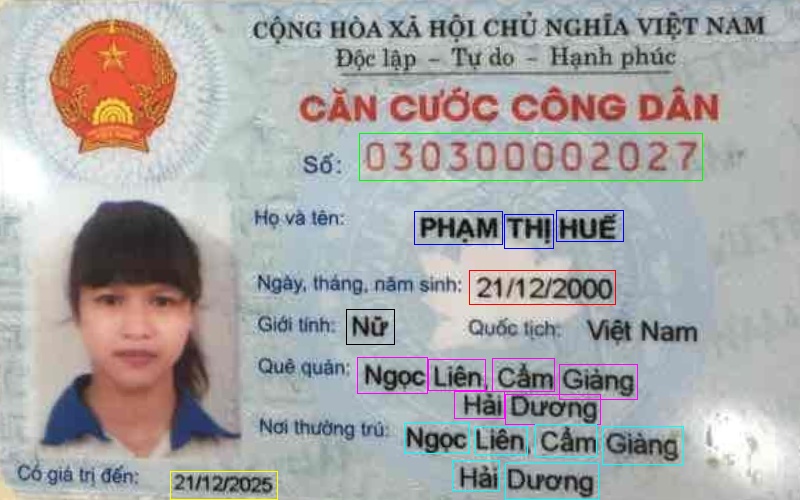 CỘNG HÒA XÃ HỘI CHỦ NGHĨA VIỆT NAM
Độc lập - Tự do - Hạnh phúc
CĂN CƯỚC CÔNG DÂN
Số: 030300002027
Họ và tên: PHẠM THỊ HUẾ
Ngày, tháng, năm sinh: 21/12/2000
Giới tính: Nữ Quốc tịch: Việt Nam
Quê quán: Ngọc Liên, Cẩm Giàng
Hải Dương
Nơi thường trú: Ngọc Liên, Cẩm Giàng
Hải Dương
Có giá trị đến: 21/12/2025